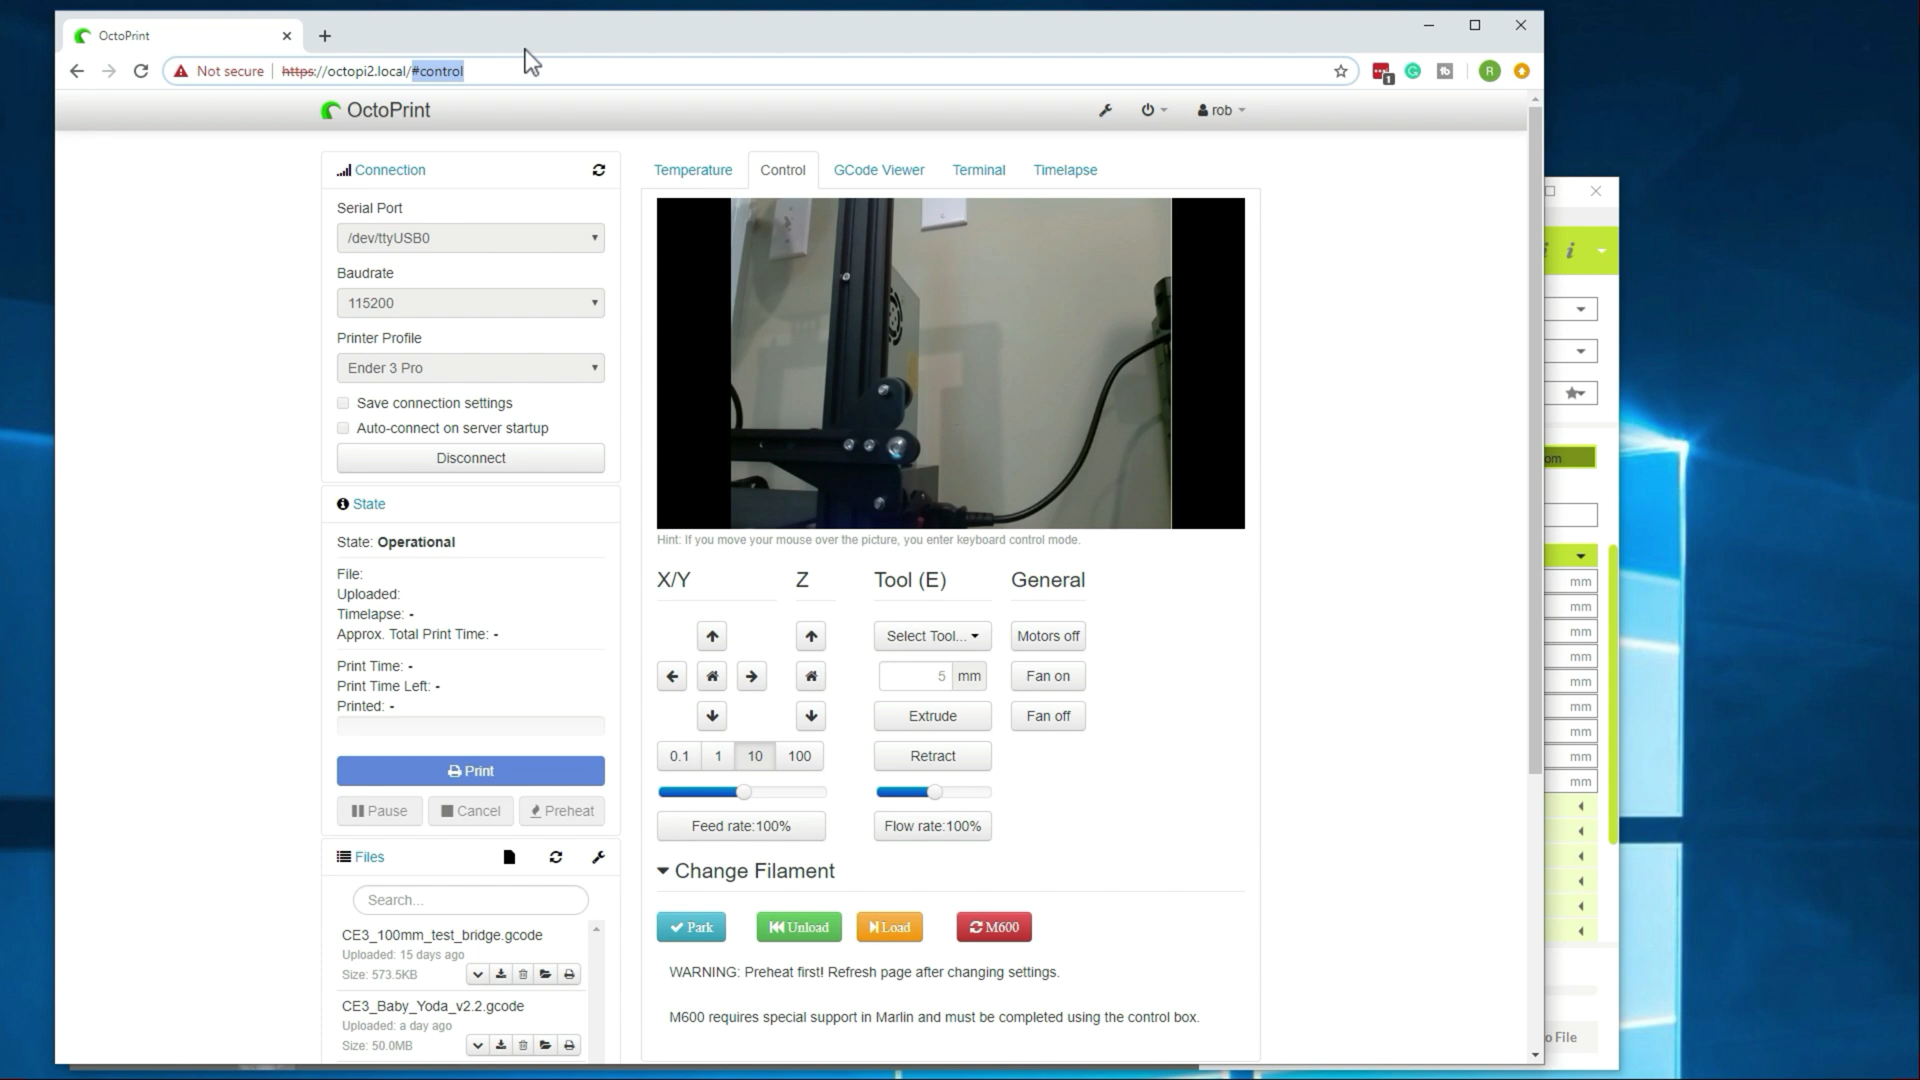 OctoPrint
Not secure
https://octopi2.local/#control
1
R
OctoPrint
rob
Connection
Serial Port
/dev/ttyUSB0
Baudrate
115200
Printer Profile
Ender 3 Pro
Save connection settings
Auto-connect on server startup
Disconnect
State
State: Operational
File:
Uploaded:
Timelapse: -
Approx. Total Print Time: -
Print Time: -
Print Time Left: -
Printed: -
Print
Pause
Cancel
Preheat
Files
Search...
CE3_100mm_test_bridge.gcode
Uploaded: 15 days ago
Size: 573.5KB
CE3_Baby_Yoda_v2.2.gcode
Uploaded: a day ago
Size: 50.0MB
Temperature
Control
GCode Viewer
Terminal
Timelapse
Hint: If you move your mouse over the picture, you enter keyboard control mode.
X/Y
Z
Tool (E)
General
Select Tool...
Motors off
5 mm
Fan on
Extrude
Fan off
0.1 1 10 100
Retract
Feed rate:100%
Flow rate:100%
Change Filament
Park
Unload
Load
M600
WARNING: Preheat first! Refresh page after changing settings.
M600 requires special support in Marlin and must be completed using the control box.
i
om
mm
mm
mm
mm
mm
mm
mm
mm
mm
o File